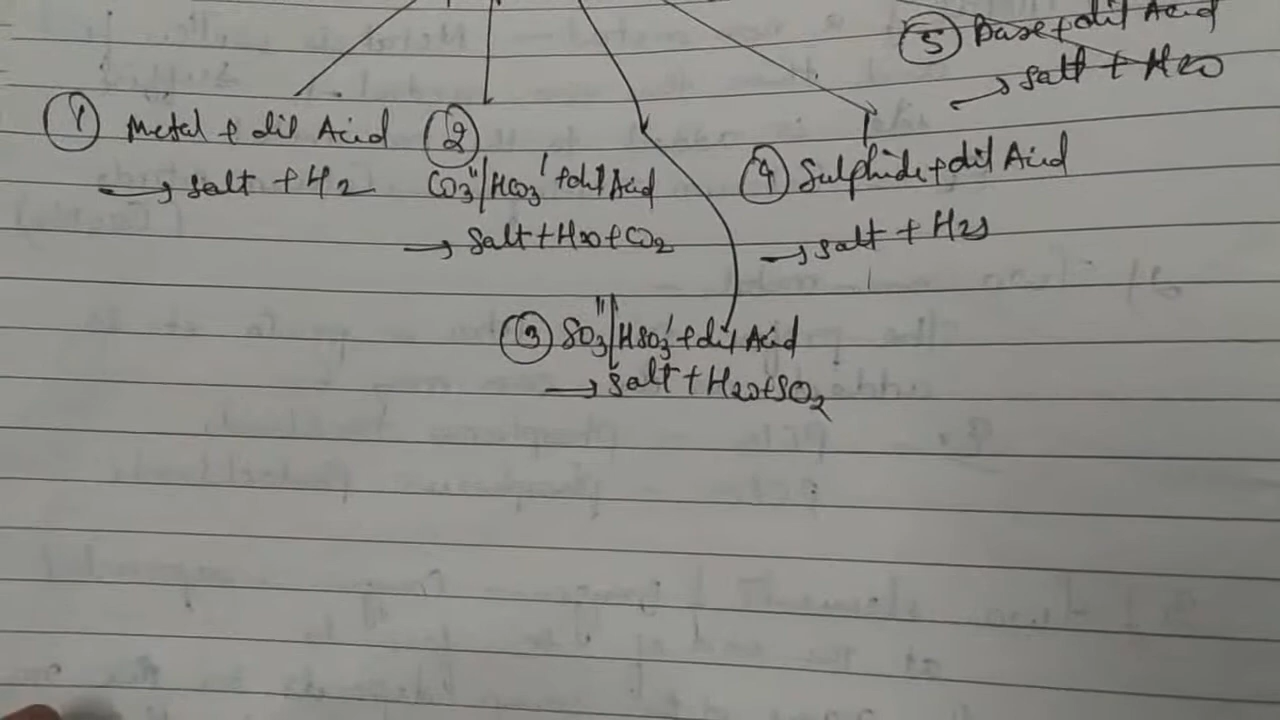 ⑤ Base + dil Acid
→ salt + H2O
① Metal + dil Acid
→ salt + H2
②
CO3''/HCO3' + dil Acid
→ salt + H2O + CO2
④ Sulphide + dil Acid
→ salt + H2S
③ SO3''/HSO3' + dil Acid
→ salt + H2O + SO2